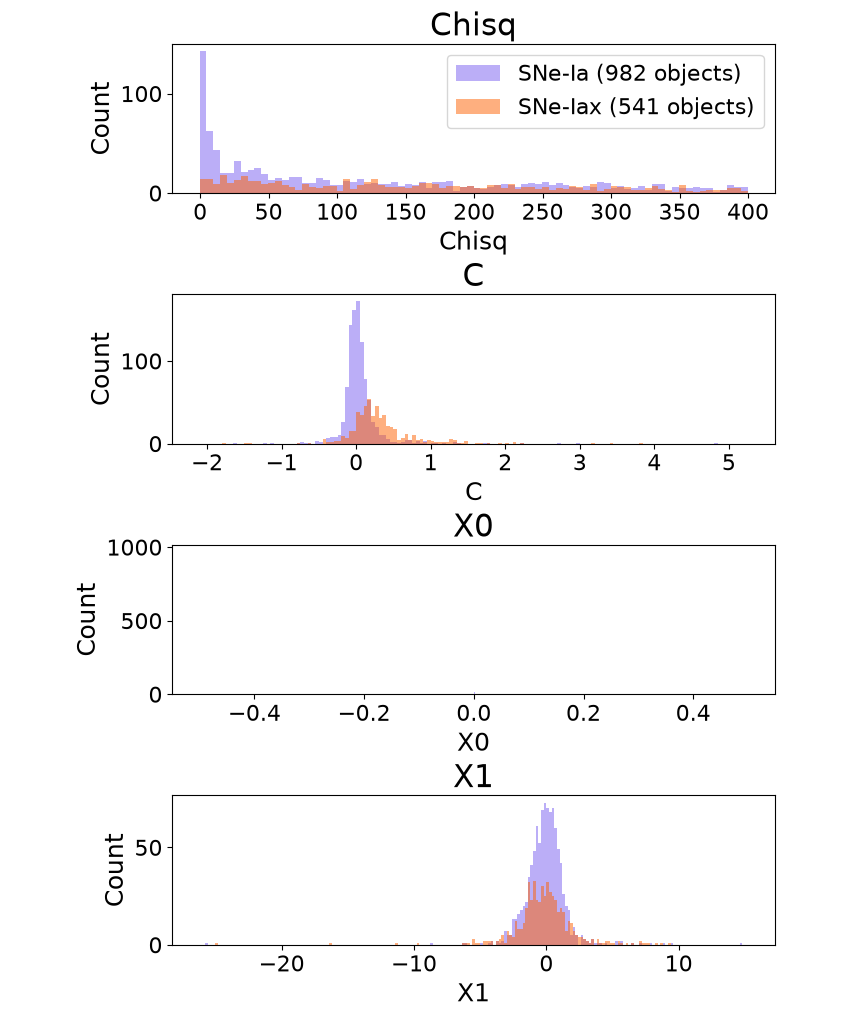 Chisq
Count
100
0
SNe-Ia (982 objects)
SNe-Iax (541 objects)
0 50 100 150 200 250 300 350 400
Chisq
C
Count
100
0
−2 −1 0 1 2 3 4 5
C
X0
Count
1000
500
0
−0.4 −0.2 0.0 0.2 0.4
X0
X1
Count
50
0
−20 −10 0 10
X1